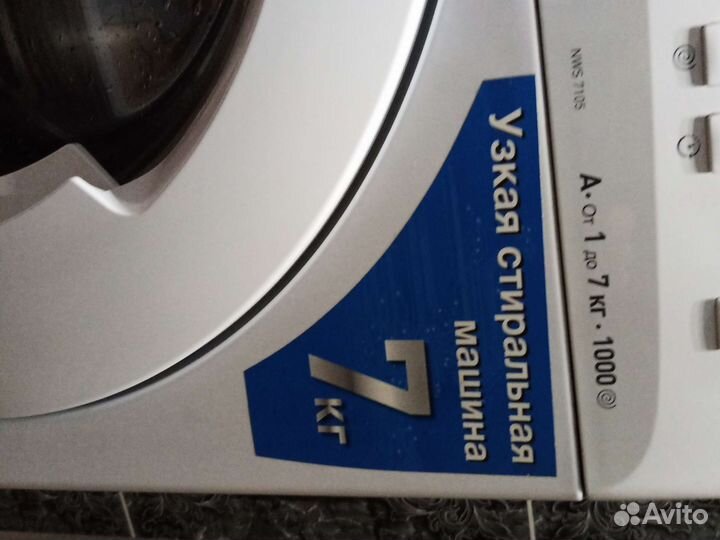 NWS 7105
А • От 1 до 7 кг • 1000
Узкая стиральная
машина
7
кг
Avito